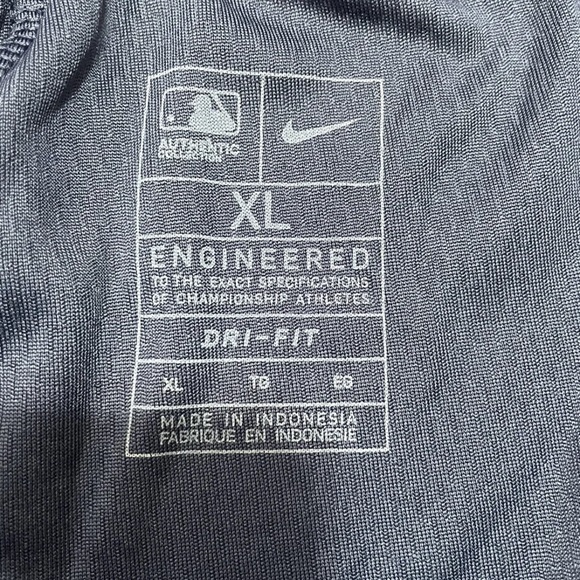 AUTHENTIC
COLLECTION
XL
ENGINEERED
TO THE EXACT SPECIFICATIONS
OF CHAMPIONSHIP ATHLETES
DRI-FIT
XL TG EG
MADE IN INDONESIA
FABRIQUE EN INDONESIE